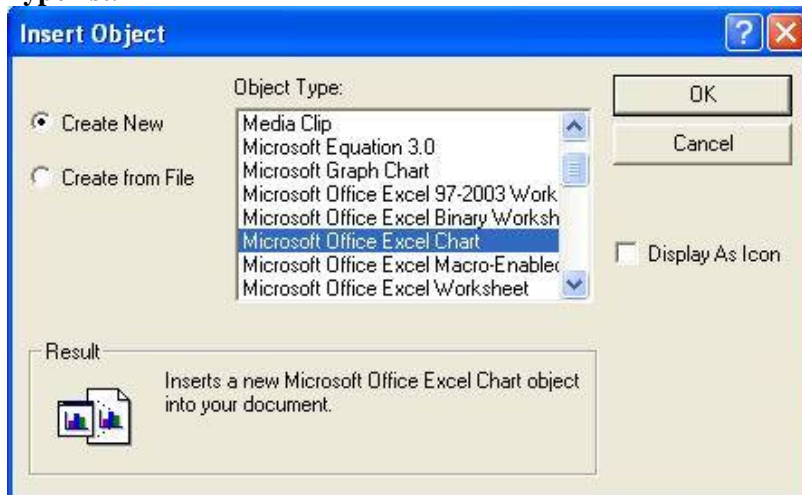 Insert Object
Object Type:
Create New
Create from File
Media Clip
Microsoft Equation 3.0
Microsoft Graph Chart
Microsoft Office Excel 97-2003 Work
Microsoft Office Excel Binary Worksh
Microsoft Office Excel Chart
Microsoft Office Excel Macro-Enabled
Microsoft Office Excel Worksheet
OK
Cancel
Display As Icon
Result
Inserts a new Microsoft Office Excel Chart object
into your document.